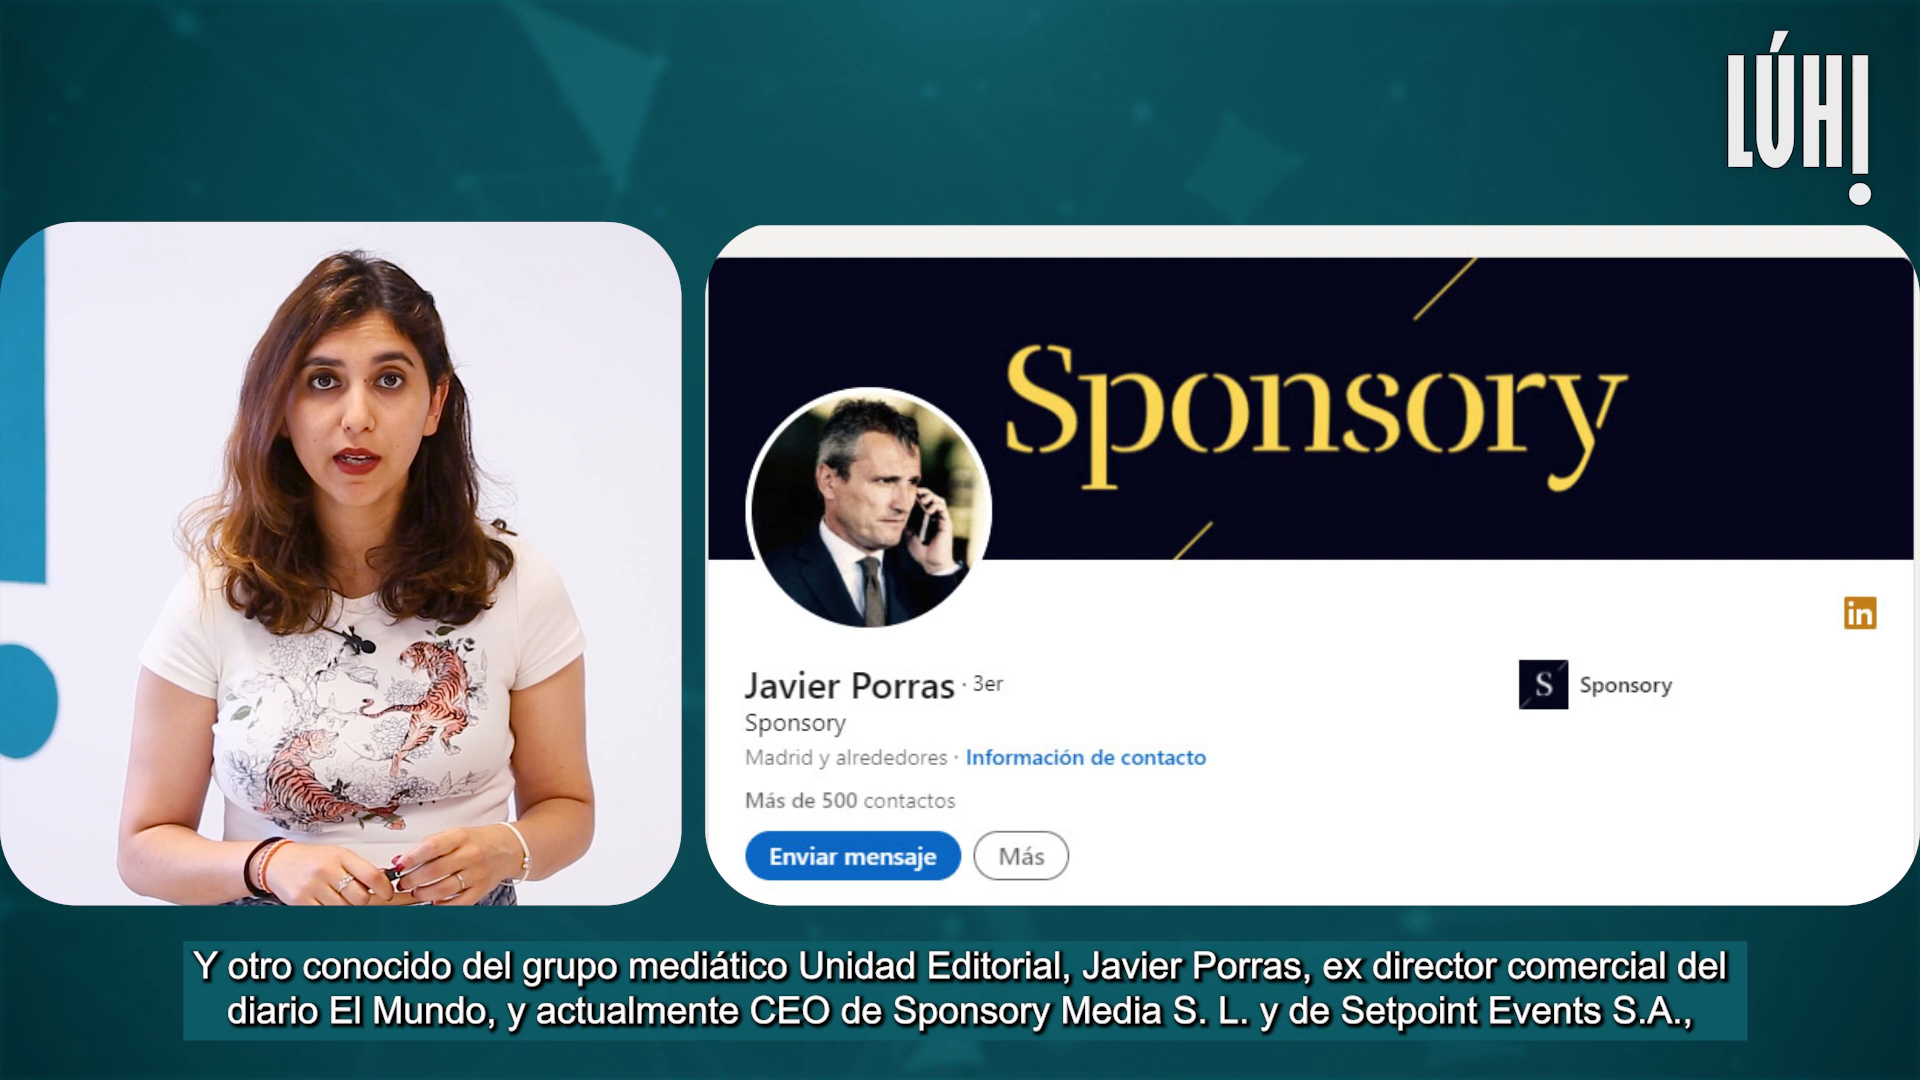 LÚH!
Sponsory
Javier Porras · 3er
Sponsory
Madrid y alrededores · Información de contacto
Más de 500 contactos
Enviar mensaje
Más
in
S
Sponsory
Y otro conocido del grupo mediático Unidad Editorial, Javier Porras, ex director comercial del
diario El Mundo, y actualmente CEO de Sponsory Media S. L. y de Setpoint Events S.A.,